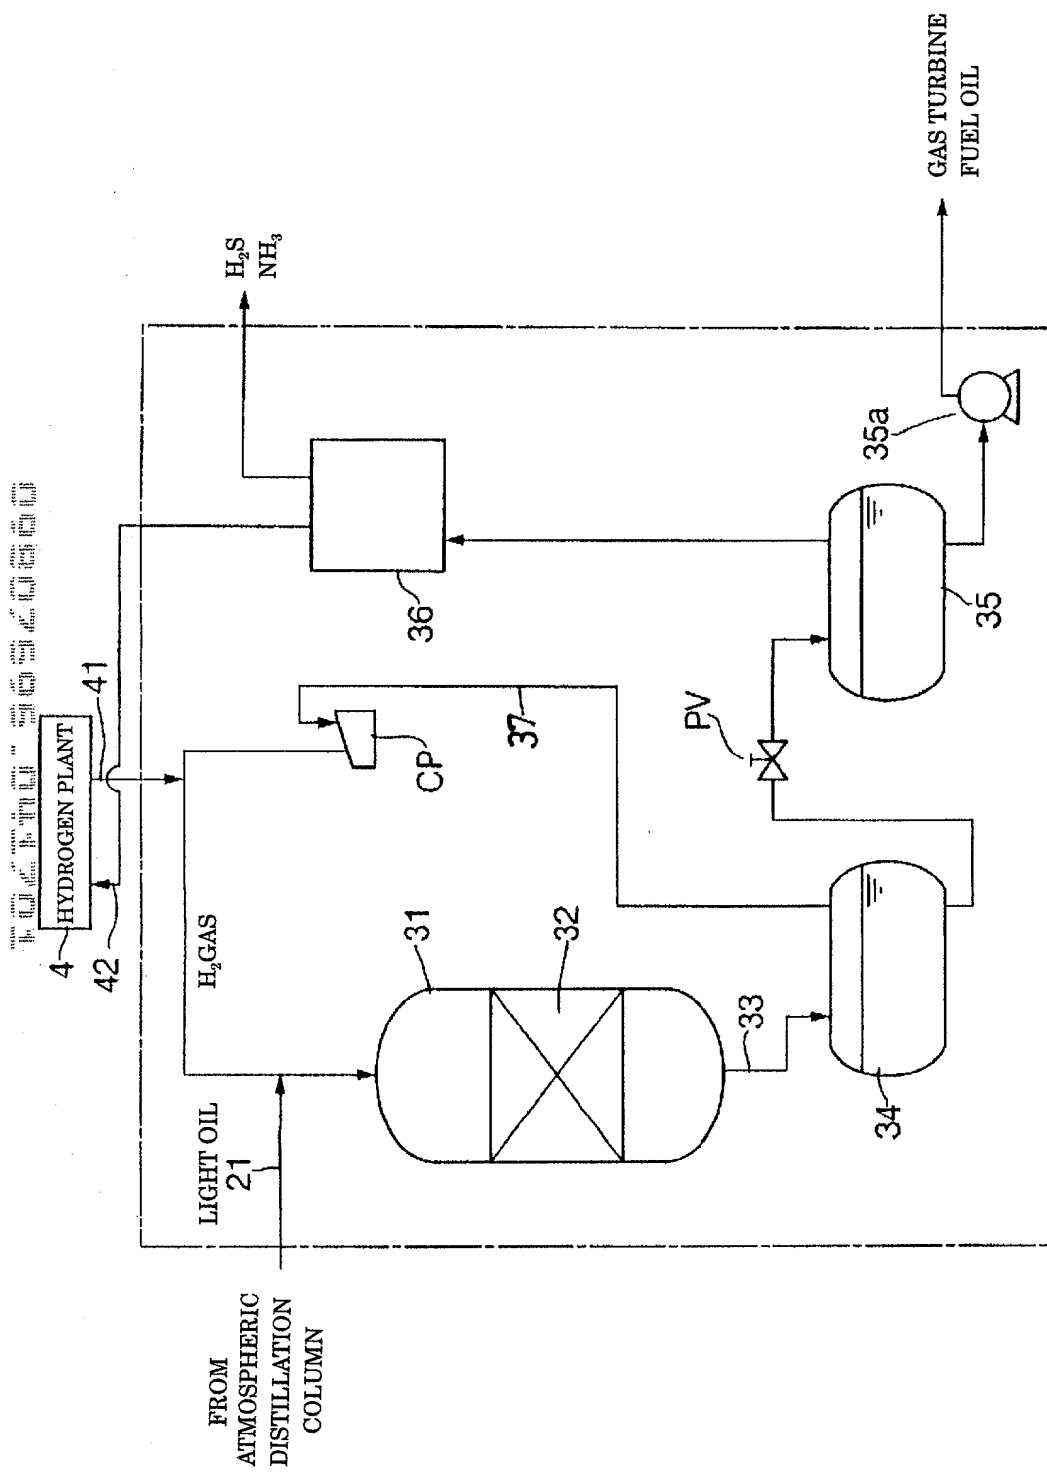 HYDROGEN PLANT
4
41
42
H₂GAS
H₂S
NH₃
LIGHT OIL
21
FROM
ATMOSPHERIC
DISTILLATION
COLUMN
31
32
33
34
CP
37
36
PV
35
35a
GAS TURBINE
FUEL OIL